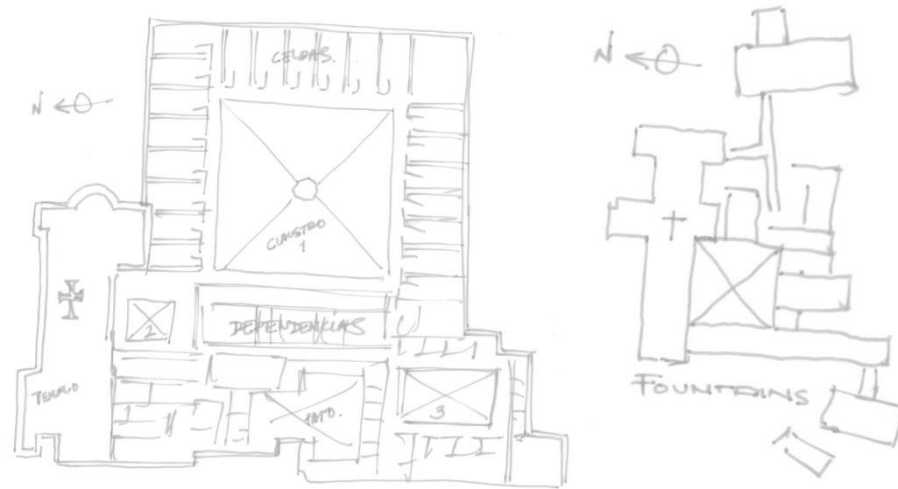 CELDAS.
N
CLAUSTRO
1
2
DEPENDENCIAS
TEMPLO
PATIO.
3
N
FOUNTAINS